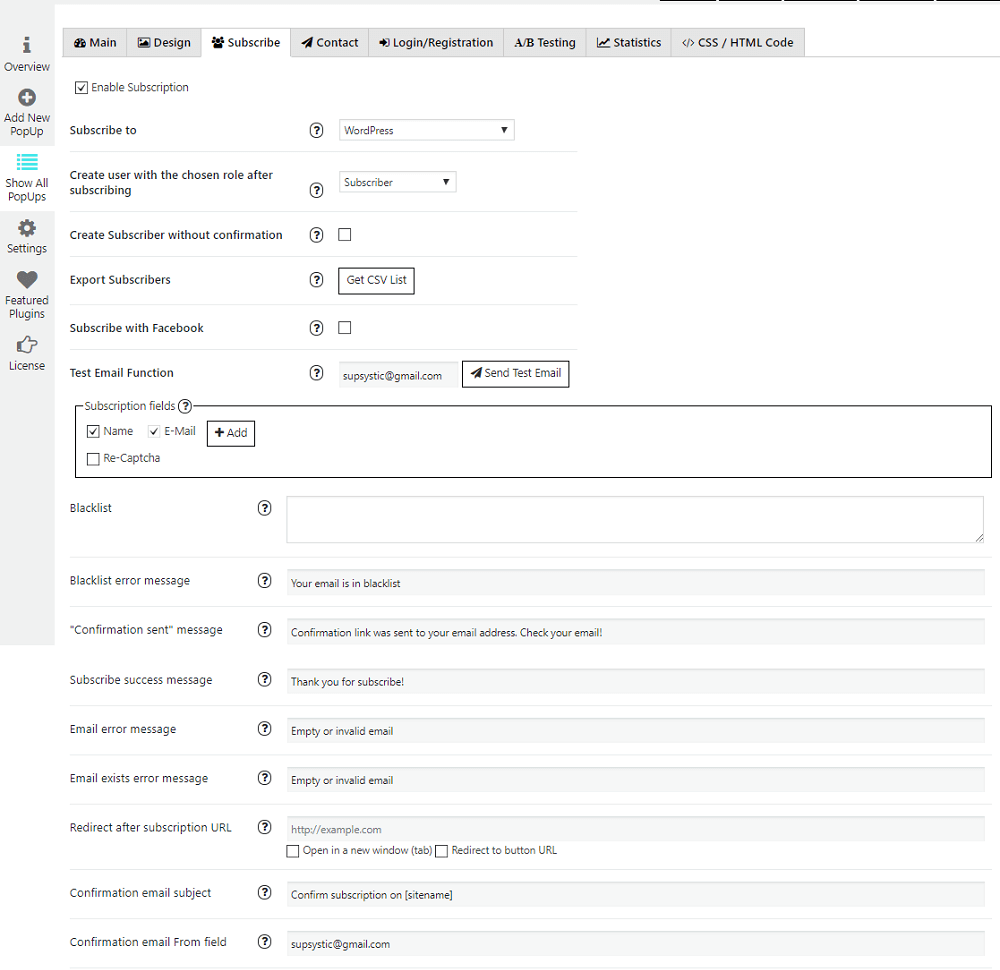 Overview
Add New
PopUp
Show All
PopUps
Settings
Featured
Plugins
License
Main Design Subscribe Contact Login/Registration A/B Testing Statistics </> CSS / HTML Code
Enable Subscription
Subscribe to ? WordPress
Create user with the chosen role after
subscribing ? Subscriber
Create Subscriber without confirmation ?
Export Subscribers ? Get CSV List
Subscribe with Facebook ?
Test Email Function ? supsystic@gmail.com Send Test Email
Subscription fields ?
Name E-Mail + Add
Re-Captcha
Blacklist ?
Blacklist error message ? Your email is in blacklist
"Confirmation sent" message ? Confirmation link was sent to your email address. Check your email!
Subscribe success message ? Thank you for subscribe!
Email error message ? Empty or invalid email
Email exists error message ? Empty or invalid email
Redirect after subscription URL ? http://example.com
Open in a new window (tab) Redirect to button URL
Confirmation email subject ? Confirm subscription on [sitename]
Confirmation email From field ? supsystic@gmail.com